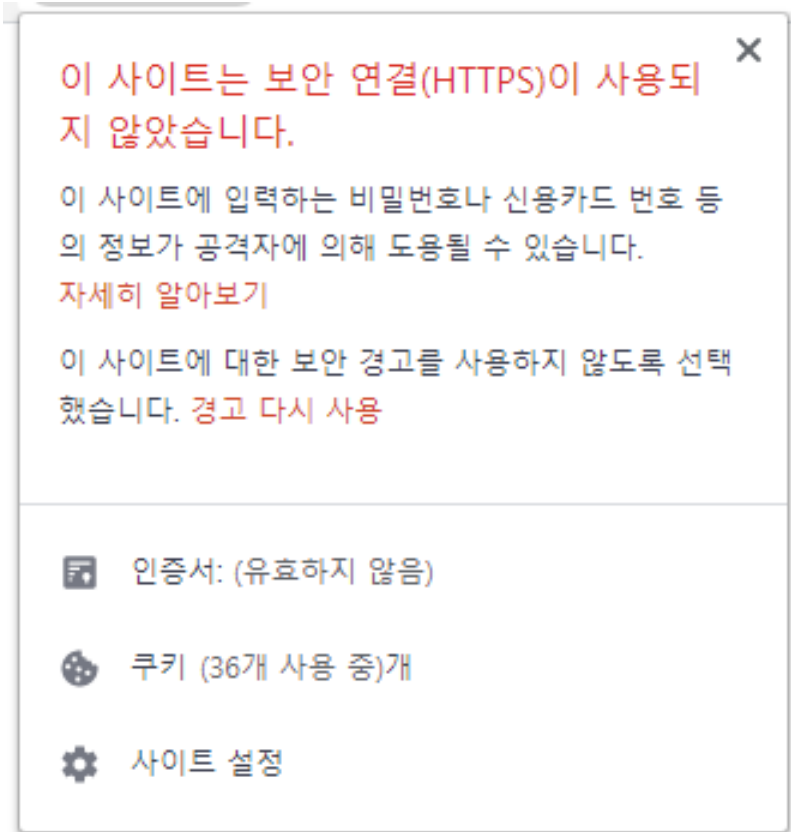 이 사이트는 보안 연결(HTTPS)이 사용되
지 않았습니다.
이 사이트에 입력하는 비밀번호나 신용카드 번호 등
의 정보가 공격자에 의해 도용될 수 있습니다.
자세히 알아보기
이 사이트에 대한 보안 경고를 사용하지 않도록 선택
했습니다. 경고 다시 사용
인증서: (유효하지 않음)
쿠키 (36개 사용 중)개
사이트 설정